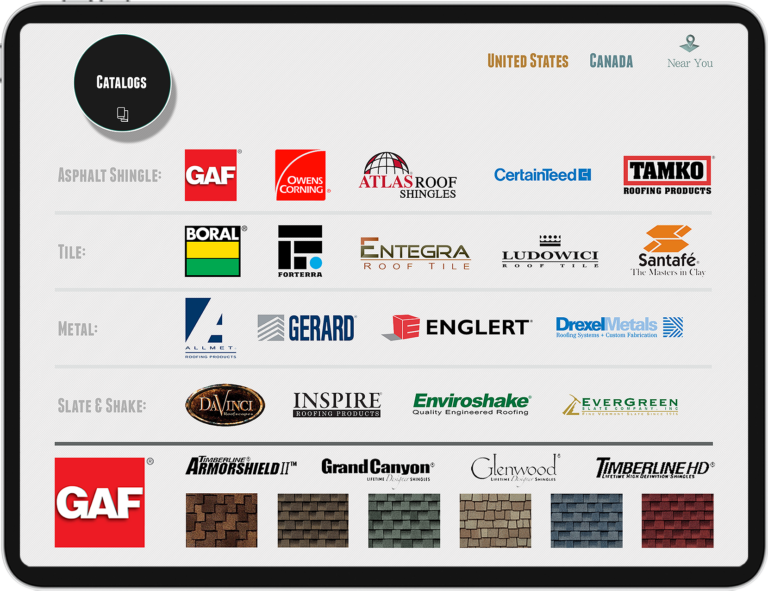 Catalogs
United States Canada Near You
Asphalt Shingle:
GAF®
OWENS CORNING®
ATLAS ROOF SHINGLES
CertainTeed
TAMKO®
ROOFING PRODUCTS
Tile:
BORAL®
FORTERRA
ENTEGRA
ROOF TILE
LUDOWICI
ROOF TILE
Santafé®
The Masters in Clay
Metal:
ALLMET®
ROOFING PRODUCTS
GERARD®
ENGLERT®
DrexelMetals
Roofing Systems + Custom Fabrication
Slate & Shake:
DAVINCI
Roofscapes
INSPIRE®
ROOFING PRODUCTS
Enviroshake®
Quality Engineered Roofing
EVERGREEN
SLATE COMPANY, INC
GAF®
TIMBERLINE®
ARMORSHIELD II™
Grand Canyon®
LIFETIME Designer SHINGLES
Glenwood®
LIFETIME Designer SHINGLES
TIMBERLINE HD®
LIFETIME HIGH DEFINITION® SHINGLES